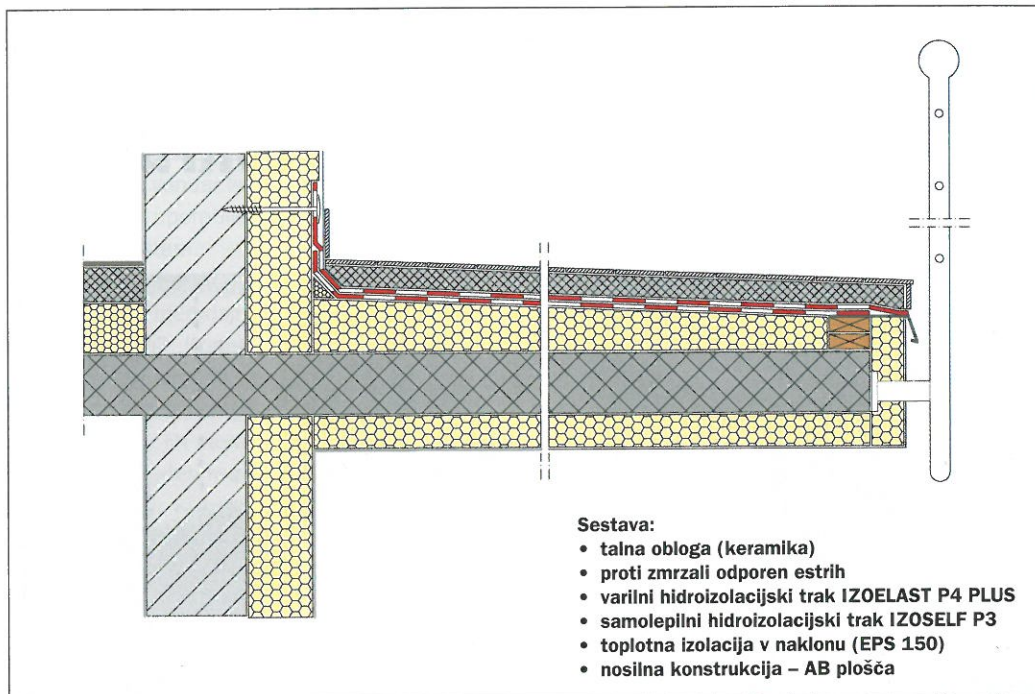 Sestava:
• talna obloga (keramika)
• proti zmrzali odporen estrih
• varilni hidroizolacijski trak IZOELAST P4 PLUS
• samolepilni hidroizolacijski trak IZOSELF P3
• toplotna izolacija v naklonu (EPS 150)
• nosilna konstrukcija – AB plošča